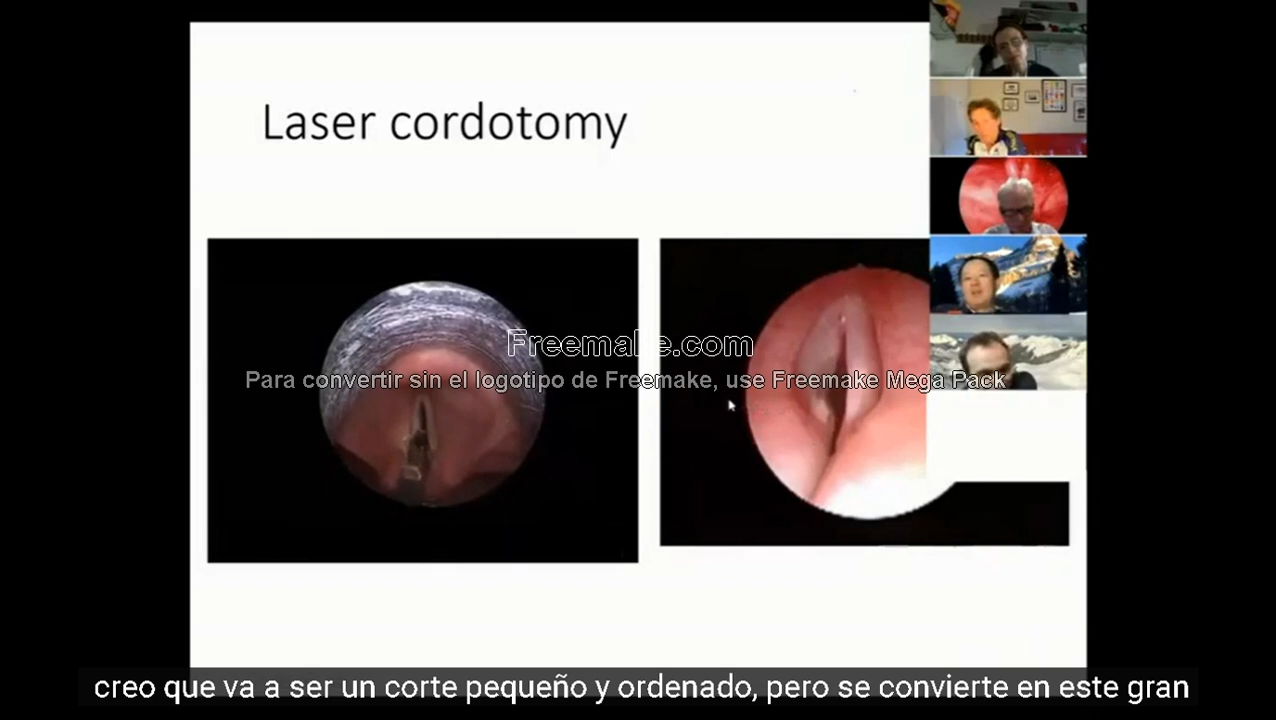 Laser cordotomy
Freemake.com
Para convertir sin el logotipo de Freemake, use Freemake Mega Pack
creo que va a ser un corte pequeño y ordenado, pero se convierte en este gran